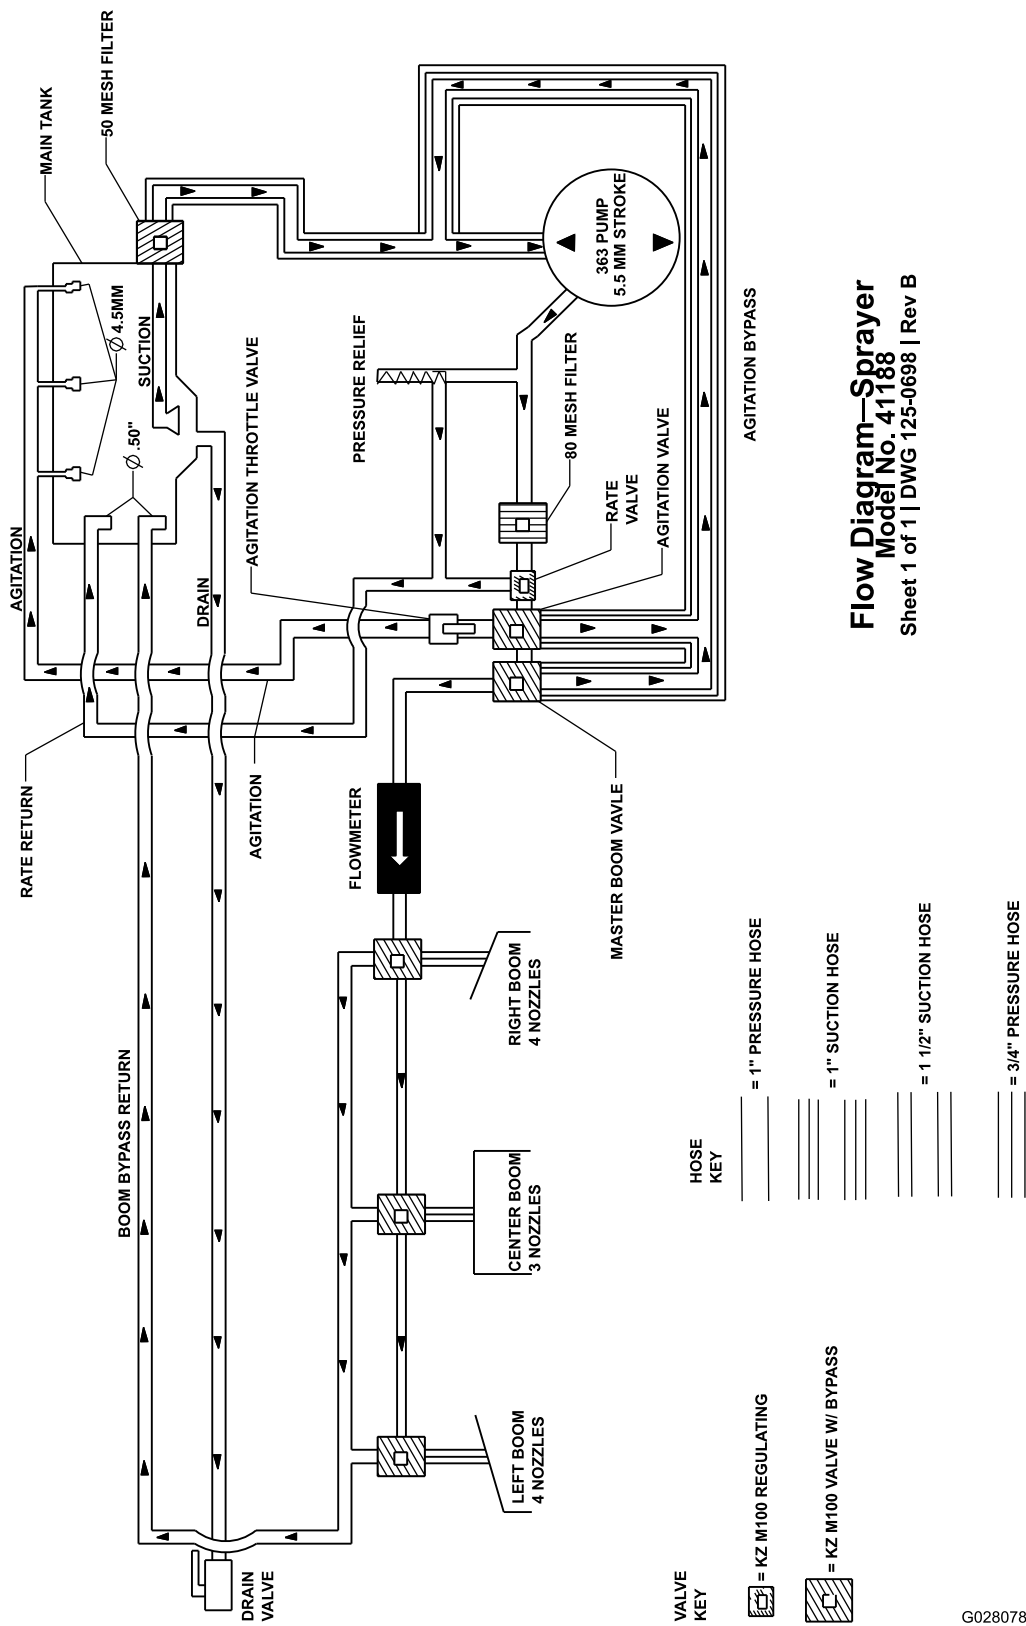 MAIN TANK
50 MESH FILTER
Ø 4.5MM
SUCTION
Ø .50"
AGITATION
DRAIN
AGITATION THROTTLE VALVE
PRESSURE RELIEF
363 PUMP
5.5 MM STROKE
80 MESH FILTER
RATE
VALVE
AGITATION VALVE
AGITATION BYPASS
RATE RETURN
AGITATION
FLOWMETER
MASTER BOOM VAVLE
BOOM BYPASS RETURN
RIGHT BOOM
4 NOZZLES
CENTER BOOM
3 NOZZLES
LEFT BOOM
4 NOZZLES
DRAIN
VALVE
HOSE
KEY
= 1" PRESSURE HOSE
= 1" SUCTION HOSE
= 1 1/2" SUCTION HOSE
= 3/4" PRESSURE HOSE
VALVE
KEY
= KZ M100 REGULATING
= KZ M100 VALVE W/ BYPASS
Flow Diagram—Sprayer
Model No. 41188
Sheet 1 of 1 | DWG 125-0698 | Rev B
G028078